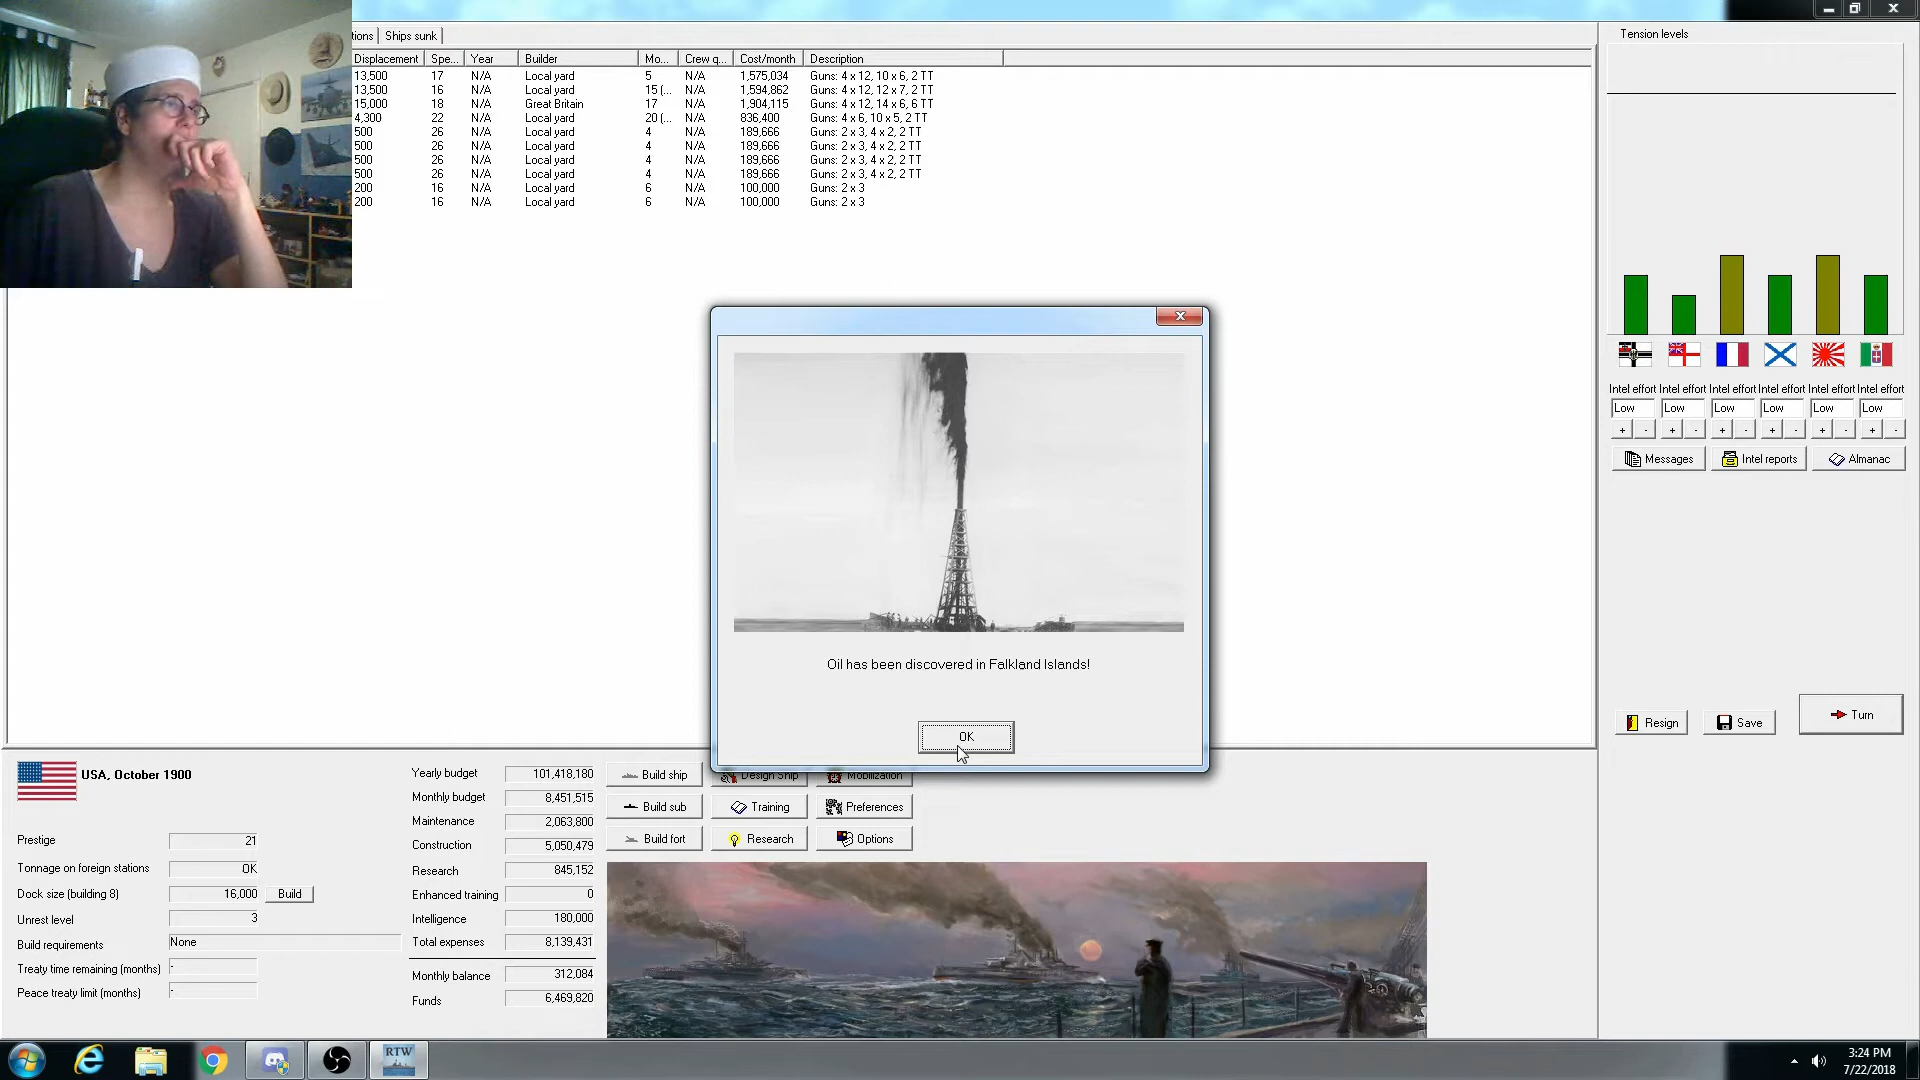 tions Ships sunk
Displacement Spe... Year Builder Mo... Crew q... Cost/month Description
13,500 17 N/A Local yard 5 N/A 1,575,034 Guns: 4 x 12, 10 x 6, 2 TT
13,500 16 N/A Local yard 15 (... N/A 1,594,862 Guns: 4 x 12, 12 x 7, 2 TT
15,000 18 N/A Great Britain 17 N/A 1,904,115 Guns: 4 x 12, 14 x 6, 6 TT
4,300 22 N/A Local yard 20 (... N/A 836,400 Guns: 4 x 6, 10 x 5, 2 TT
500 26 N/A Local yard 4 N/A 189,666 Guns: 2 x 3, 4 x 2, 2 TT
500 26 N/A Local yard 4 N/A 189,666 Guns: 2 x 3, 4 x 2, 2 TT
500 26 N/A Local yard 4 N/A 189,666 Guns: 2 x 3, 4 x 2, 2 TT
500 26 N/A Local yard 4 N/A 189,666 Guns: 2 x 3, 4 x 2, 2 TT
200 16 N/A Local yard 6 N/A 100,000 Guns: 2 x 3
200 16 N/A Local yard 6 N/A 100,000 Guns: 2 x 3
Tension levels
Intel effort Intel effort Intel effort Intel effort Intel effort Intel effort
Low Low Low Low Low Low
+ - + - + - + - + - + -
Messages Intel reports Almanac
Resign Save Turn
Oil has been discovered in Falkland Islands!
OK
USA, October 1900
Prestige 21
Tonnage on foreign stations OK
Dock size (building 8) 16,000 Build
Unrest level 3
Build requirements None
Treaty time remaining (months) -
Peace treaty limit (months) -
Yearly budget 101,418,180
Monthly budget 8,451,515
Maintenance 2,063,800
Construction 5,050,479
Research 845,152
Enhanced training 0
Intelligence 180,000
Total expenses 8,139,431
Monthly balance 312,084
Funds 6,469,820
Build ship Design Ship Mobilization
Build sub Training Preferences
Build fort Research Options
RTW
3:24 PM
7/22/2018